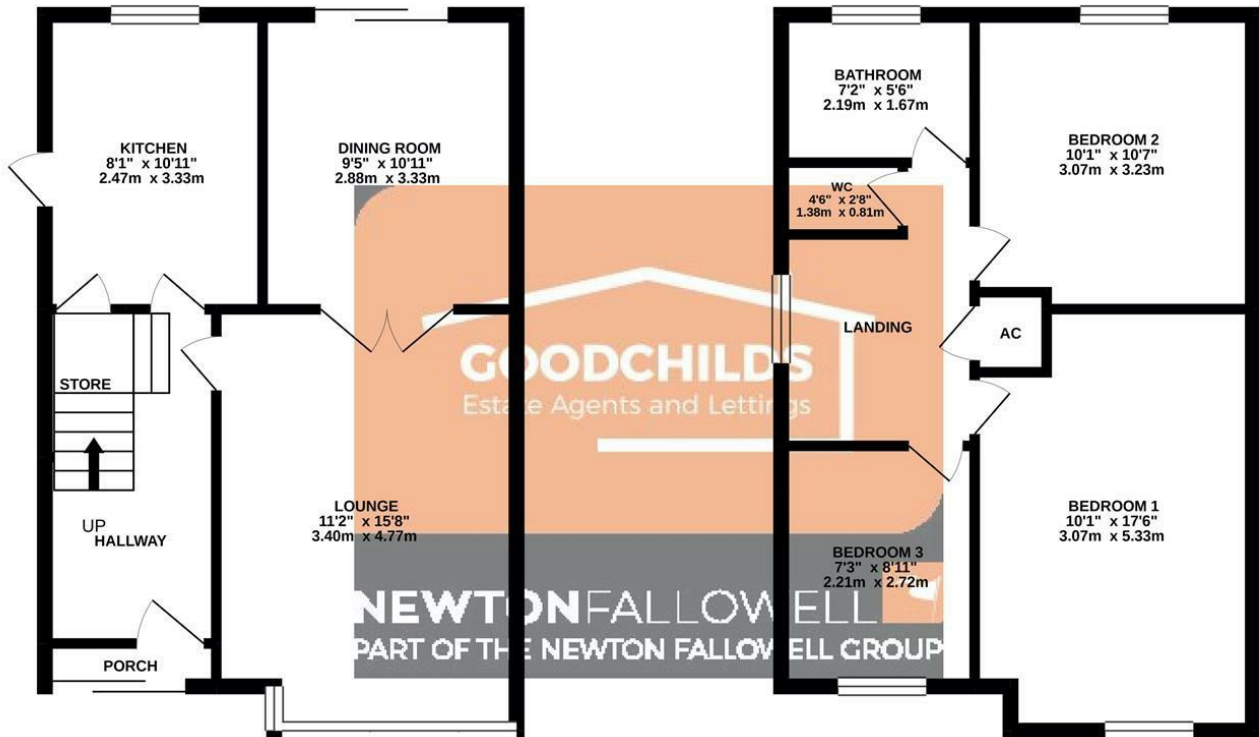 KITCHEN
8'1" x 10'11"
2.47m x 3.33m
DINING ROOM
9'5" x 10'11"
2.88m x 3.33m
STORE
UP
HALLWAY
LOUNGE
11'2" x 15'8"
3.40m x 4.77m
PORCH
BATHROOM
7'2" x 5'6"
2.19m x 1.67m
WC
4'6" x 2'8"
1.38m x 0.81m
BEDROOM 2
10'1" x 10'7"
3.07m x 3.23m
LANDING
AC
BEDROOM 3
7'3" x 8'11"
2.21m x 2.72m
BEDROOM 1
10'1" x 17'6"
3.07m x 5.33m
GOODCHILDS
Estate Agents and Lettings
NEWTONFALLOWELL
PART OF THE NEWTON FALLOWELL GROUP